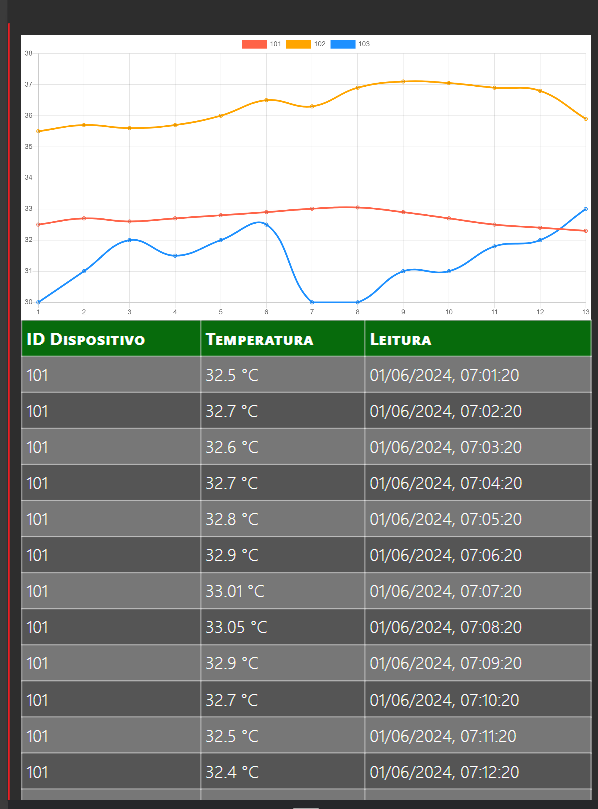 101 102 103
38
37
36
35
34
33
32
31
30
1 2 3 4 5 6 7 8 9 10 11 12 13
ID Dispositivo Temperatura Leitura
101 32.5 °C 01/06/2024, 07:01:20
101 32.7 °C 01/06/2024, 07:02:20
101 32.6 °C 01/06/2024, 07:03:20
101 32.7 °C 01/06/2024, 07:04:20
101 32.8 °C 01/06/2024, 07:05:20
101 32.9 °C 01/06/2024, 07:06:20
101 33.01 °C 01/06/2024, 07:07:20
101 33.05 °C 01/06/2024, 07:08:20
101 32.9 °C 01/06/2024, 07:09:20
101 32.7 °C 01/06/2024, 07:10:20
101 32.5 °C 01/06/2024, 07:11:20
101 32.4 °C 01/06/2024, 07:12:20